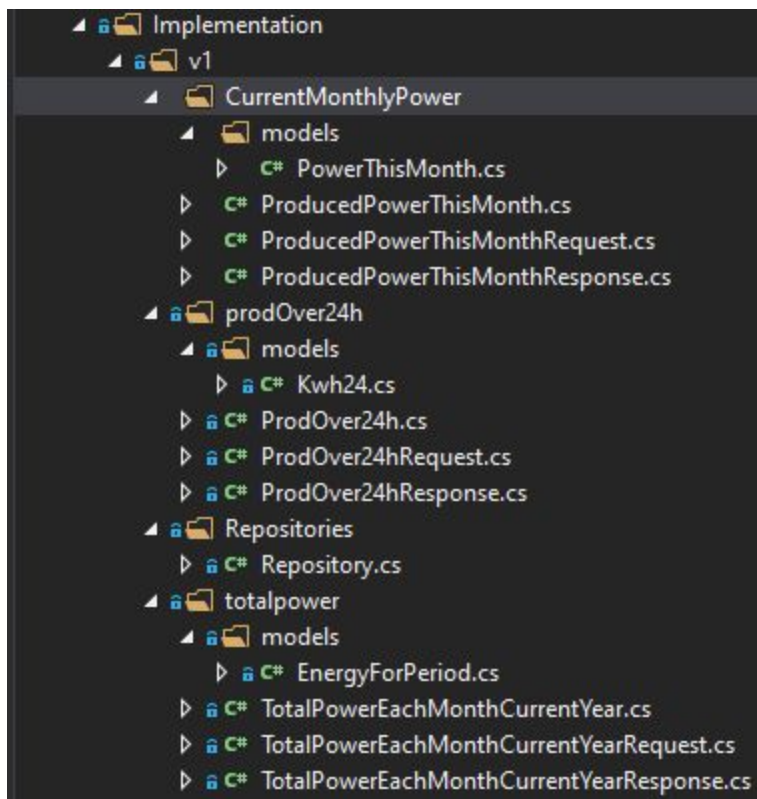 Implementation
v1
CurrentMonthlyPower
models
C# PowerThisMonth.cs
C# ProducedPowerThisMonth.cs
C# ProducedPowerThisMonthRequest.cs
C# ProducedPowerThisMonthResponse.cs
prodOver24h
models
C# Kwh24.cs
C# ProdOver24h.cs
C# ProdOver24hRequest.cs
C# ProdOver24hResponse.cs
Repositories
C# Repository.cs
totalpower
models
C# EnergyForPeriod.cs
C# TotalPowerEachMonthCurrentYear.cs
C# TotalPowerEachMonthCurrentYearRequest.cs
C# TotalPowerEachMonthCurrentYearResponse.cs